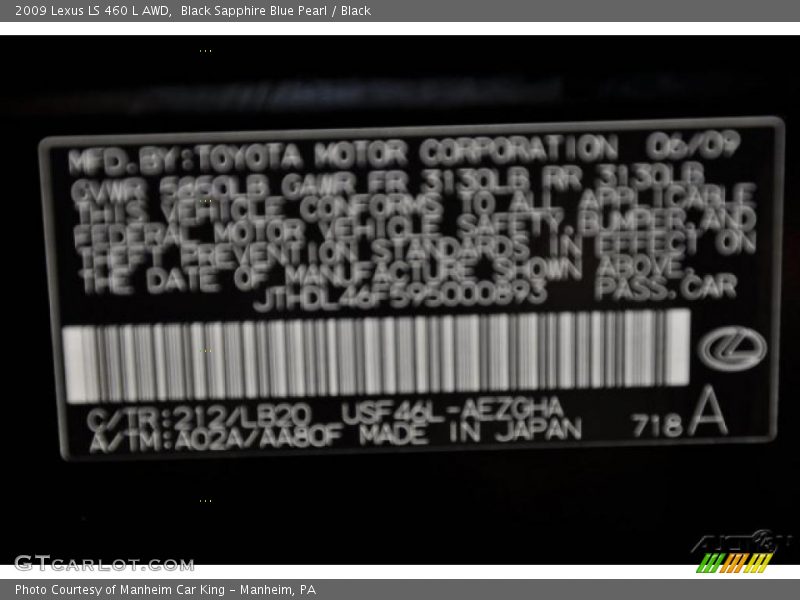 2009 Lexus LS 460 L AWD, Black Sapphire Blue Pearl / Black
MFD. BY: TOYOTA MOTOR CORPORATION 06/09
GVWR LB GAWR FR 3130LB RR 3130LB
THIS VEHICLE CONFORMS TO ALL APPLICABLE
FEDERAL MOTOR VEHICLE SAFETY, BUMPER AND
THEFT PREVENTION STANDARDS IN EFFECT ON
THE DATE OF MANUFACTURE SHOWN ABOVE.
JTHDL46F595000893 PASS. CAR
C/TR: 212/LB20 USF46L-AEZGHA
A/TM: A02A/AA80F MADE IN JAPAN 718 A
GTCARLOT.COM
Photo Courtesy of Manheim Car King - Manheim, PA